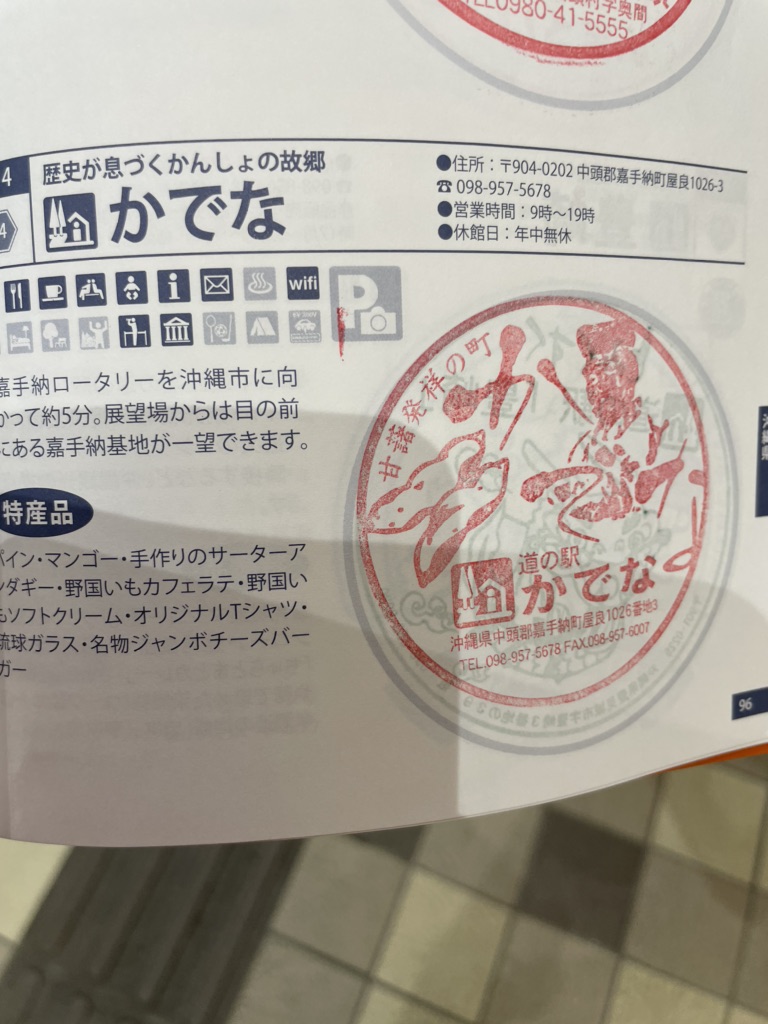 TEL0980-41-5555
4
歴史が息づくかんしょの故郷
かでな
●住所：〒904-0202 中頭郡嘉手納町屋良1026-3
☎ 098-957-5678
●営業時間：9時～19時
●休館日：年中無休
4
wifi
P
嘉手納ロータリーを沖縄市に向
かって約5分。展望場からは目の前
にある嘉手納基地が一望できます。
特産品
パイン・マンゴー・手作りのサーターア
ンダギー・野国いもカフェラテ・野国い
もソフトクリーム・オリジナルTシャツ・
琉球ガラス・名物ジャンボチーズバー
ガー
甘藷発祥の町
道の駅
かでな
沖縄県中頭郡嘉手納町屋良1026番地3
TEL.098-957-5678 FAX.098-957-6007
沖縄県
96